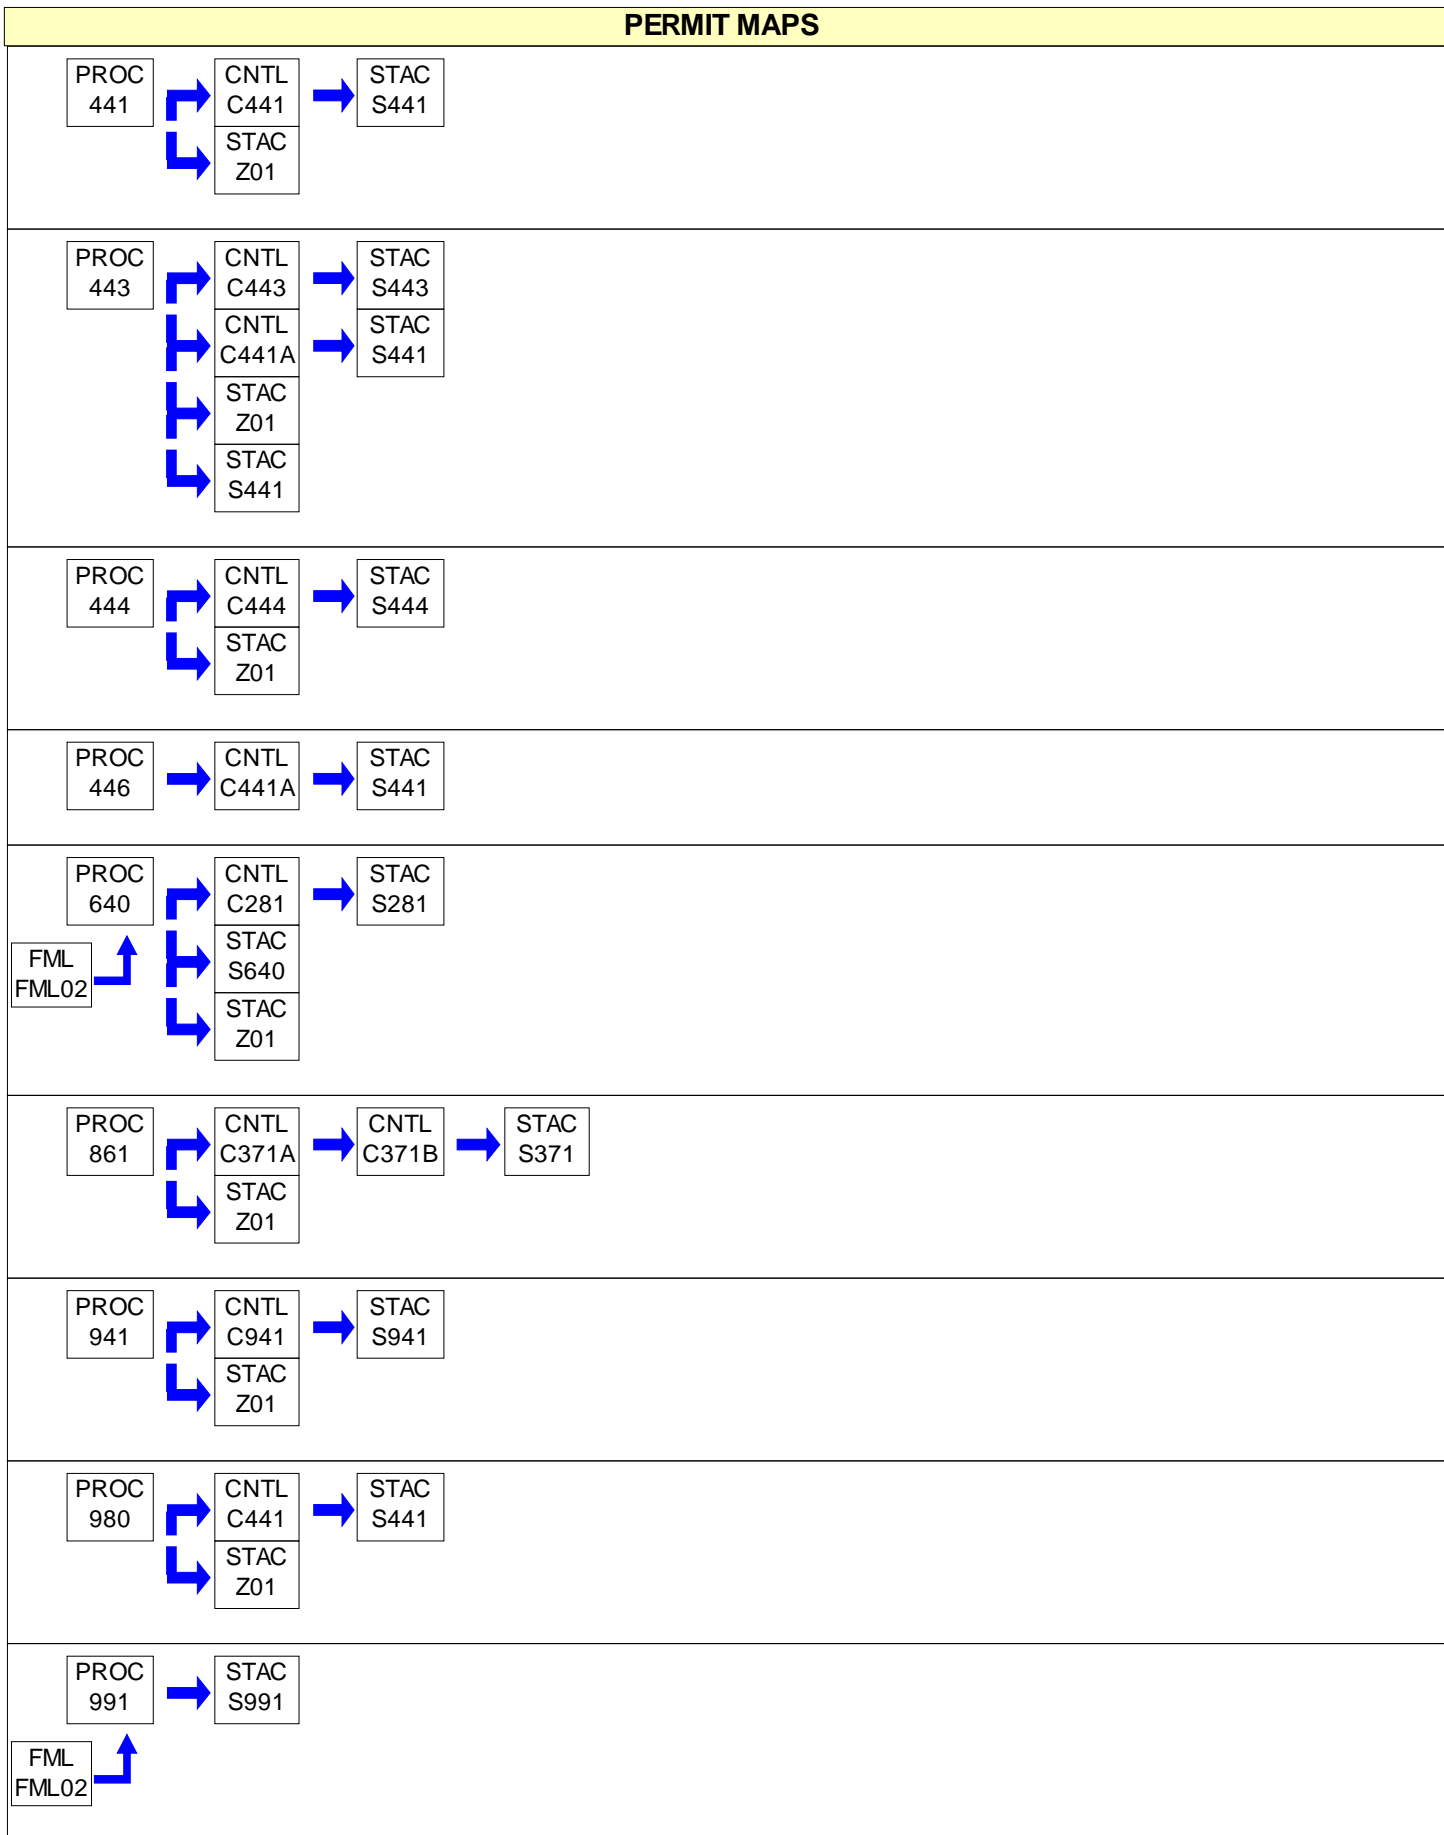 PERMIT MAPS
PROC
441
CNTL
C441
STAC
S441
STAC
Z01
PROC
443
CNTL
C443
STAC
S443
CNTL
C441A
STAC
S441
STAC
Z01
STAC
S441
PROC
444
CNTL
C444
STAC
S444
STAC
Z01
PROC
446
CNTL
C441A
STAC
S441
PROC
640
CNTL
C281
STAC
S281
FML
FML02
STAC
S640
STAC
Z01
PROC
861
CNTL
C371A
CNTL
C371B
STAC
S371
STAC
Z01
PROC
941
CNTL
C941
STAC
S941
STAC
Z01
PROC
980
CNTL
C441
STAC
S441
STAC
Z01
PROC
991
STAC
S991
FML
FML02